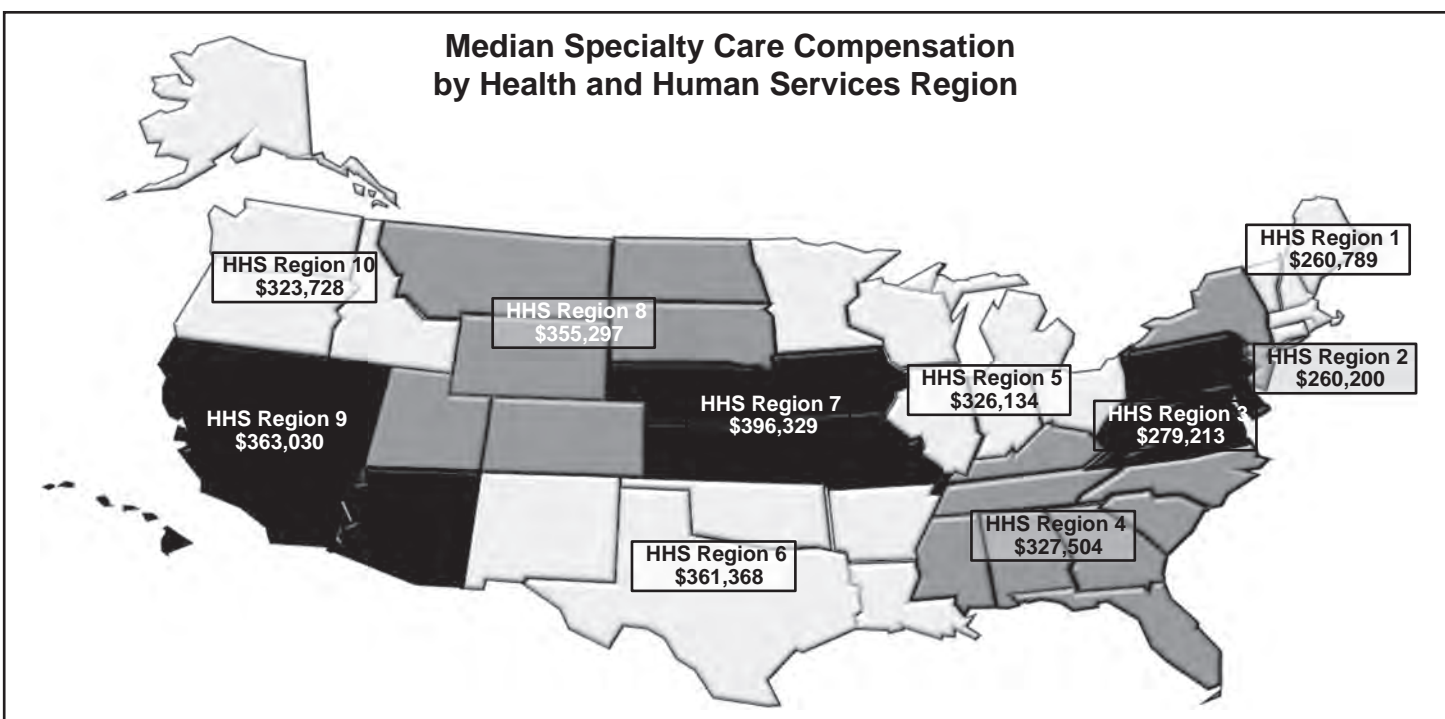 Median Specialty Care Compensation
by Health and Human Services Region
HHS Region 1
$260,789
HHS Region 10
$323,728
HHS Region 8
$355,297
HHS Region 2
$260,200
HHS Region 5
$326,134
HHS Region 7
$396,329
HHS Region 3
$279,213
HHS Region 9
$363,030
HHS Region 4
$327,504
HHS Region 6
$361,368